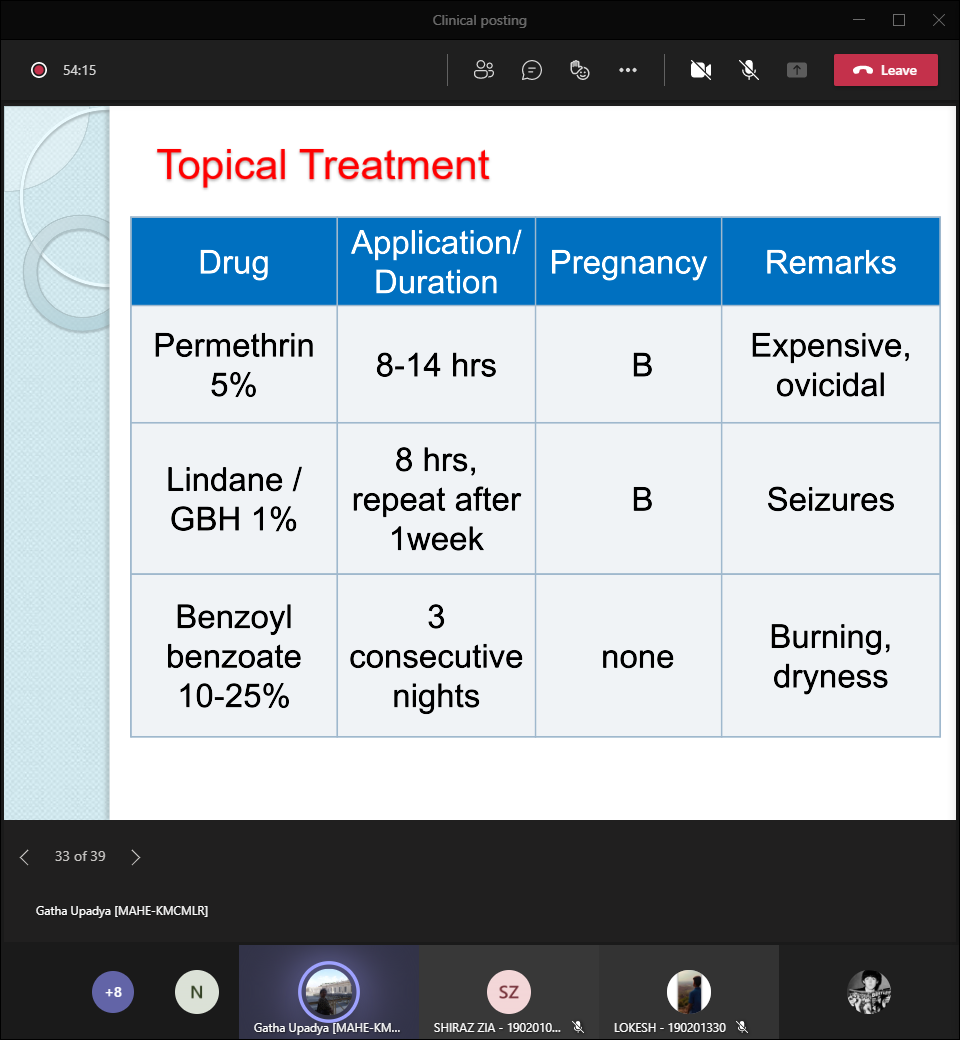 Clinical posting
54:15
Leave
Topical Treatment
Drug
Application/
Duration
Pregnancy
Remarks
Permethrin
5%
8-14 hrs
B
Expensive,
ovicidal
Lindane /
GBH 1%
8 hrs,
repeat after
1week
B
Seizures
Benzoyl
benzoate
10-25%
3
consecutive
nights
none
Burning,
dryness
33 of 39
Gatha Upadya [MAHE-KMCMLR]
+8
N
SZ
Gatha Upadya [MAHE-KM...
SHIRAZ ZIA - 1902010...
LOKESH - 190201330